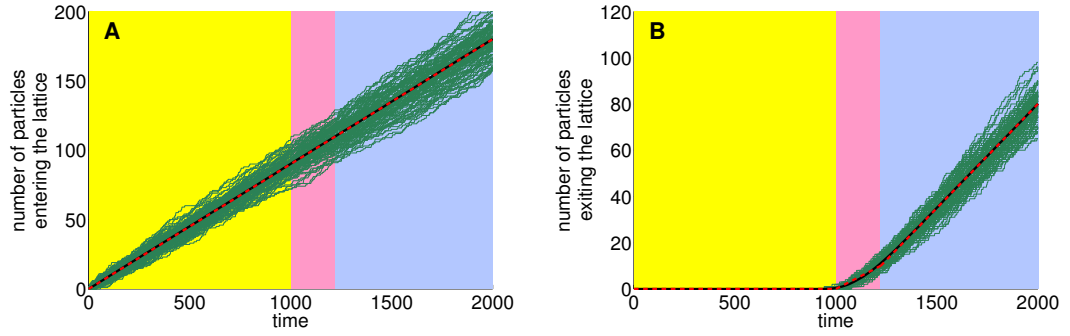 A
200
150
100
50
0
0 500 1000 1500 2000
time
number of particles
entering the lattice
B
120
100
80
60
40
20
0
0 500 1000 1500 2000
time
number of particles
exiting the lattice